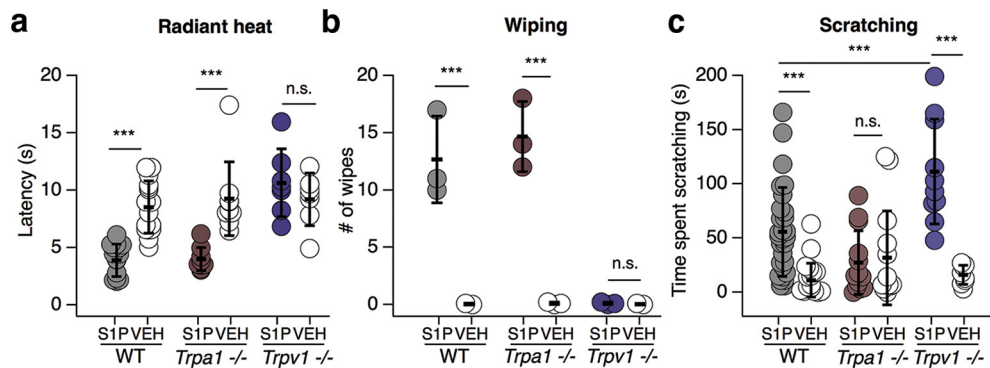 a Radiant heat
Latency (s)
20
15
10
5
0
***
***
n.s.
S1P VEH S1P VEH S1P VEH
WT Trpa1 -/- Trpv1 -/-
b Wiping
# of wipes
20
15
10
5
0
***
***
n.s.
S1P VEH S1P VEH S1P VEH
WT Trpa1 -/- Trpv1 -/-
c Scratching
Time spent scratching (s)
200
150
100
50
0
***
***
***
n.s.
S1P VEH S1P VEH S1P VEH
WT Trpa1 -/- Trpv1 -/-